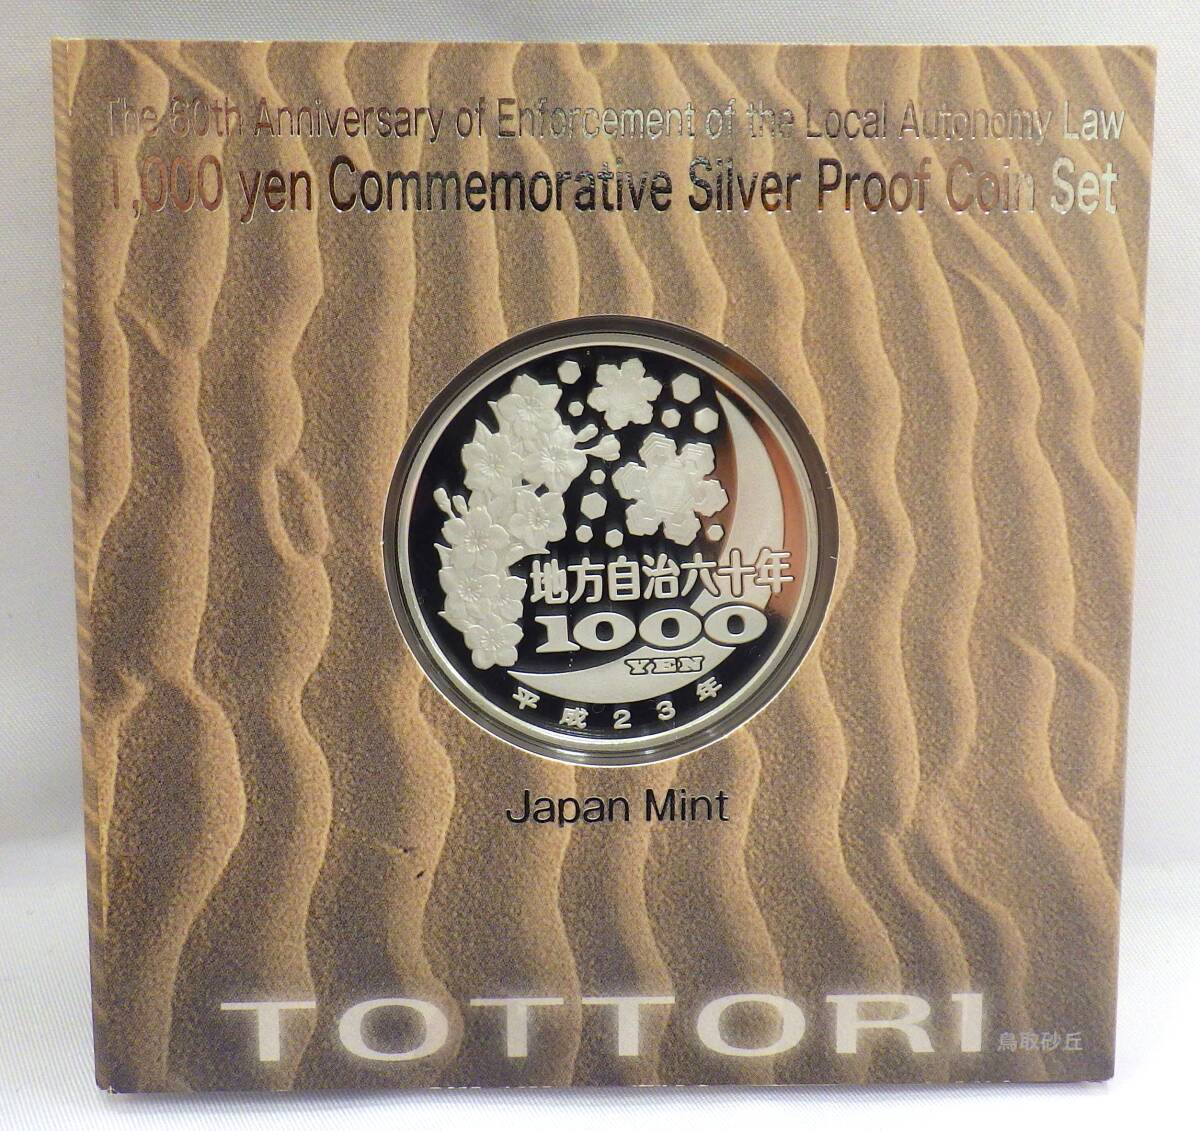 The 60th Anniversary of Enforcement of the Local Autonomy Law
1,000 yen Commemorative Silver Proof Coin Set
地方自治六十年
1000
YEN
平成23年
Japan Mint
TOTTORI
鳥取砂丘